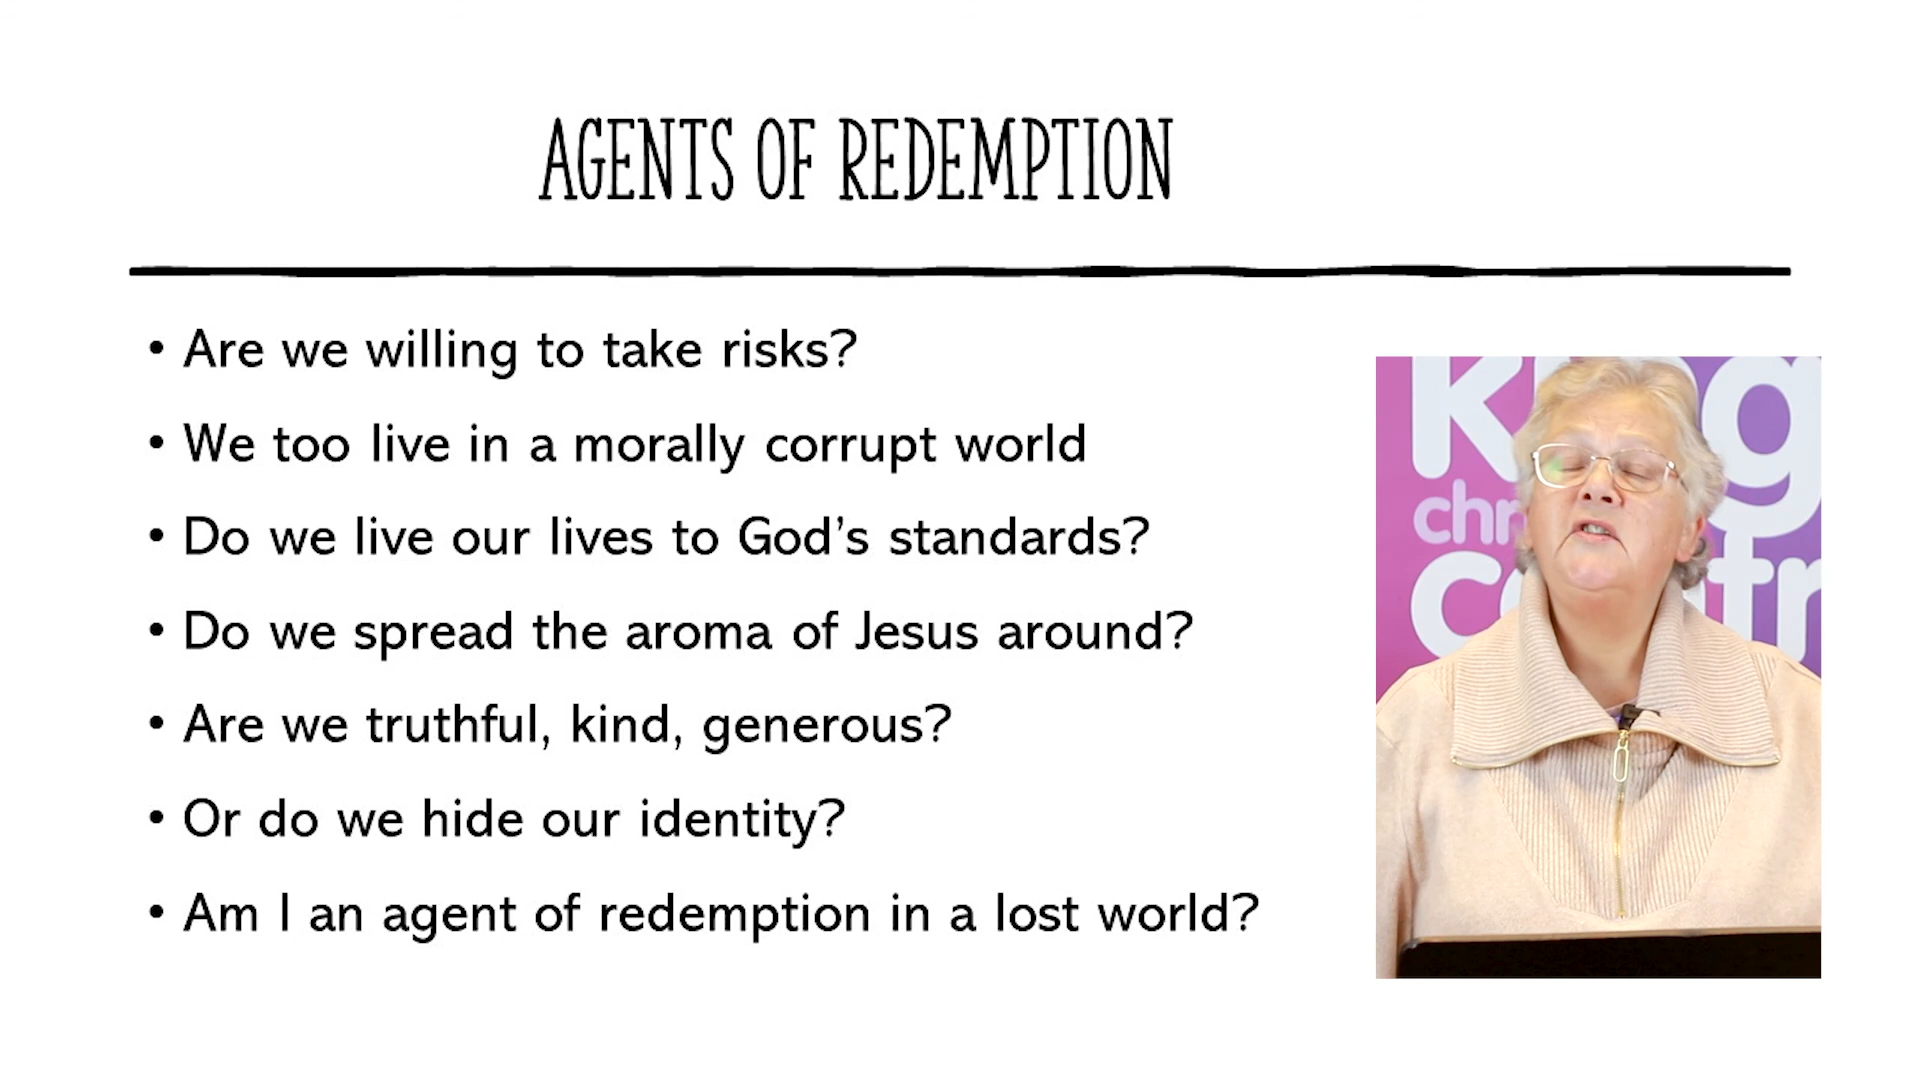 AGENTS OF REDEMPTION
• Are we willing to take risks?
• We too live in a morally corrupt world
• Do we live our lives to God’s standards?
• Do we spread the aroma of Jesus around?
• Are we truthful, kind, generous?
• Or do we hide our identity?
• Am I an agent of redemption in a lost world?